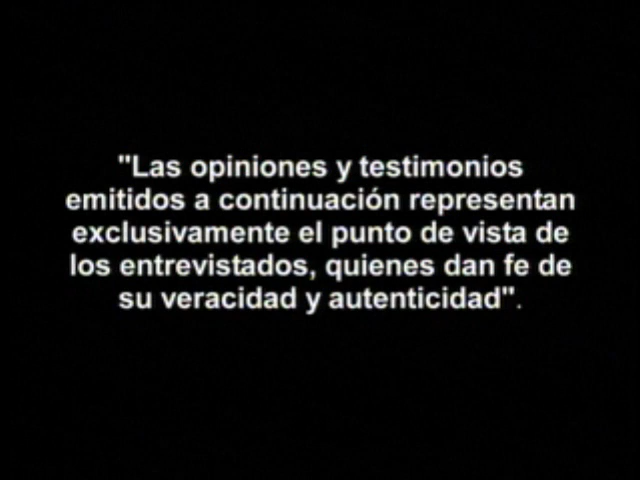 "Las opiniones y testimonios
emitidos a continuación representan
exclusivamente el punto de vista de
los entrevistados, quienes dan fe de
su veracidad y autenticidad".